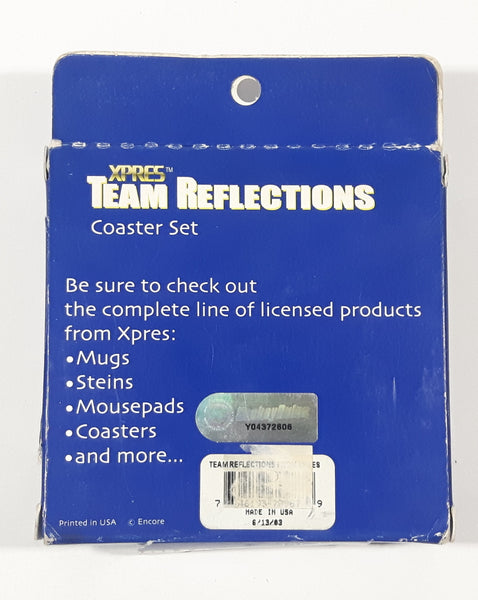 XPRES™
TEAM REFLECTIONS
Coaster Set
Be sure to check out
the complete line of licensed products
from Xpres:
•Mugs
•Steins
•Mousepads
•Coasters
•and more...
Y04372606
TEAM REFLECTIONS
MADE IN USA
6/13/03
Printed in USA © Encore